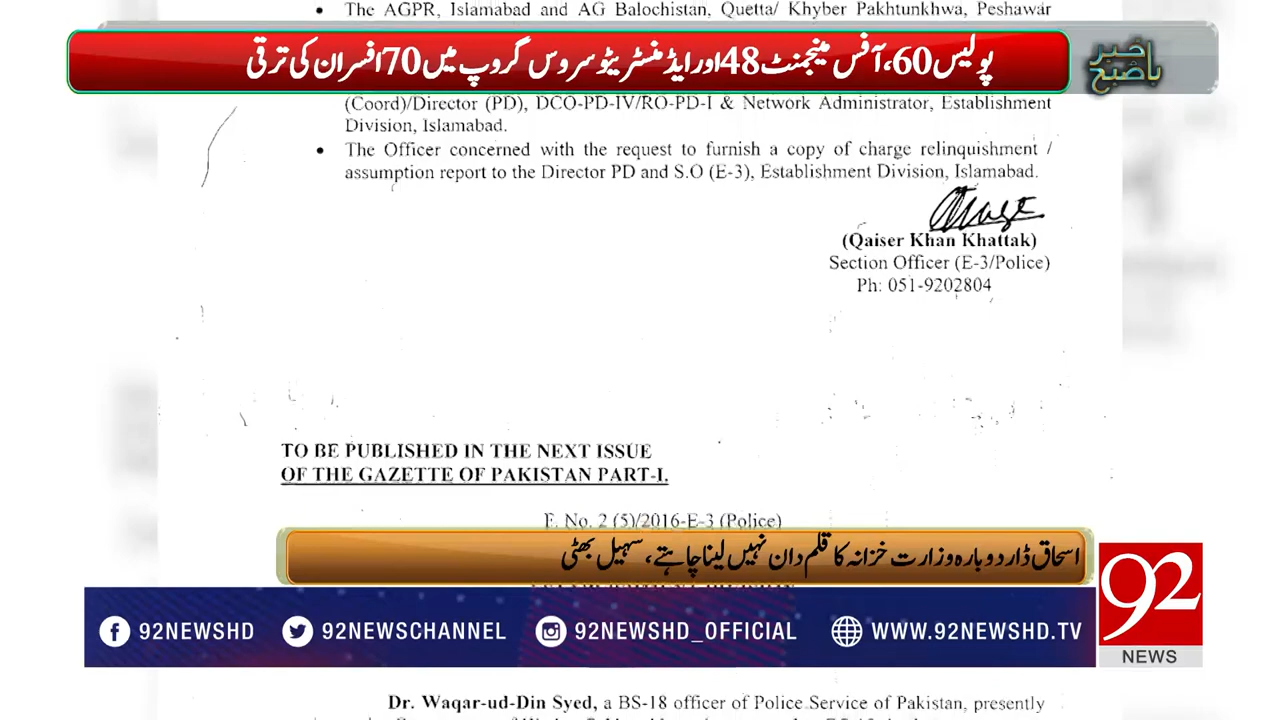 The AGPR, Islamabad and AG Balochistan, Quetta/ Khyber Pakhtunkhwa, Peshawar
پولیس 60، آفس مینجمنٹ 48 اور ایڈمنسٹریٹو سروس گروپ میں 70 افسران کی ترقی
باخبر صبح
(Coord)/Director (PD), DCO-PD-IV/RO-PD-I & Network Administrator, Establishment
Division, Islamabad.
The Officer concerned with the request to furnish a copy of charge relinquishment /
assumption report to the Director PD and S.O (E-3), Establishment Division, Islamabad.
(Qaiser Khan Khattak)
Section Officer (E-3/Police)
Ph: 051-9202804
TO BE PUBLISHED IN THE NEXT ISSUE
OF THE GAZETTE OF PAKISTAN PART-I.
F. No. 2 (5)/2016-E-3 (Police)
اسحاق ڈار دوبارہ وزارت خزانہ کا قلم دان نہیں لینا چاہتے، سہیل بھٹی
92NEWSHD 92NEWSCHANNEL 92NEWSHD_OFFICIAL WWW.92NEWSHD.TV
92
NEWS
Dr. Waqar-ud-Din Syed, a BS-18 officer of Police Service of Pakistan, presently